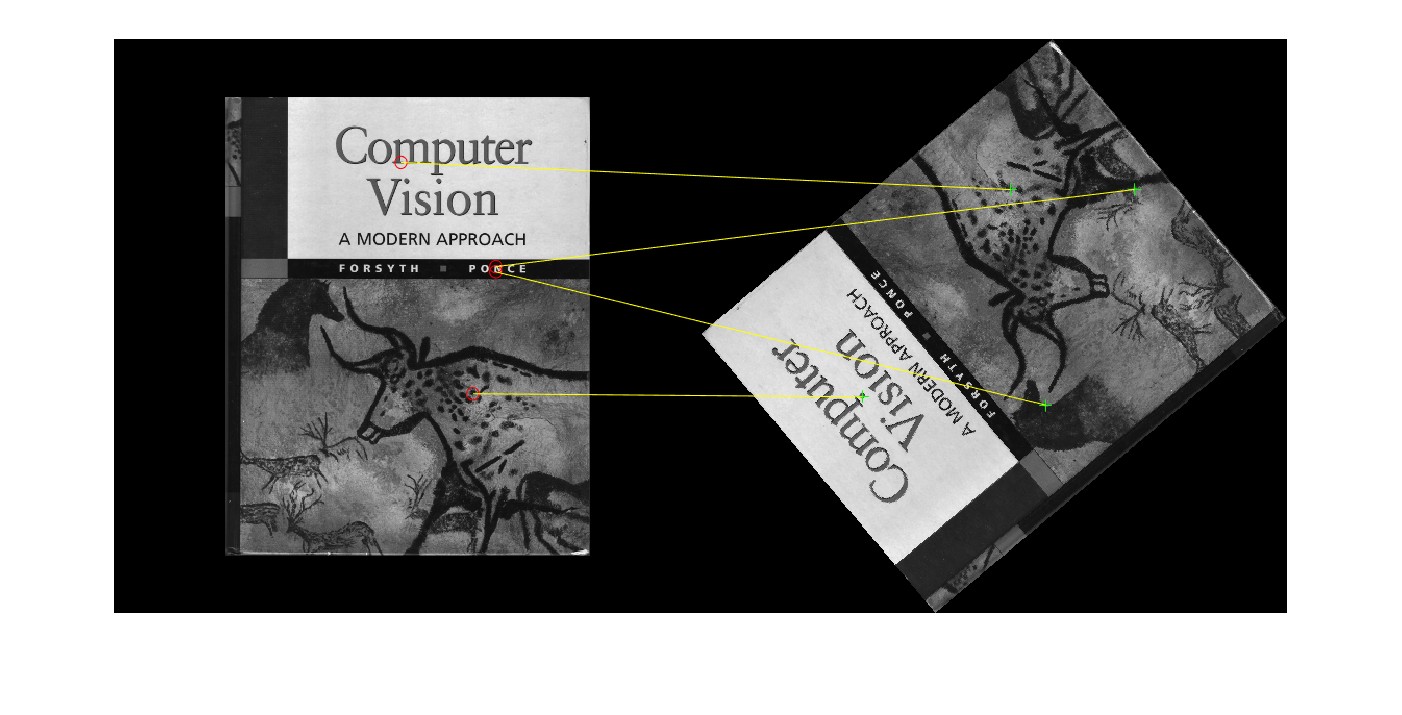 Computer
Vision
A MODERN APPROACH
FORSYTH ■ PONCE
Computer
Vision
A MODERN APPROACH
FORSYTH ■ PONCE